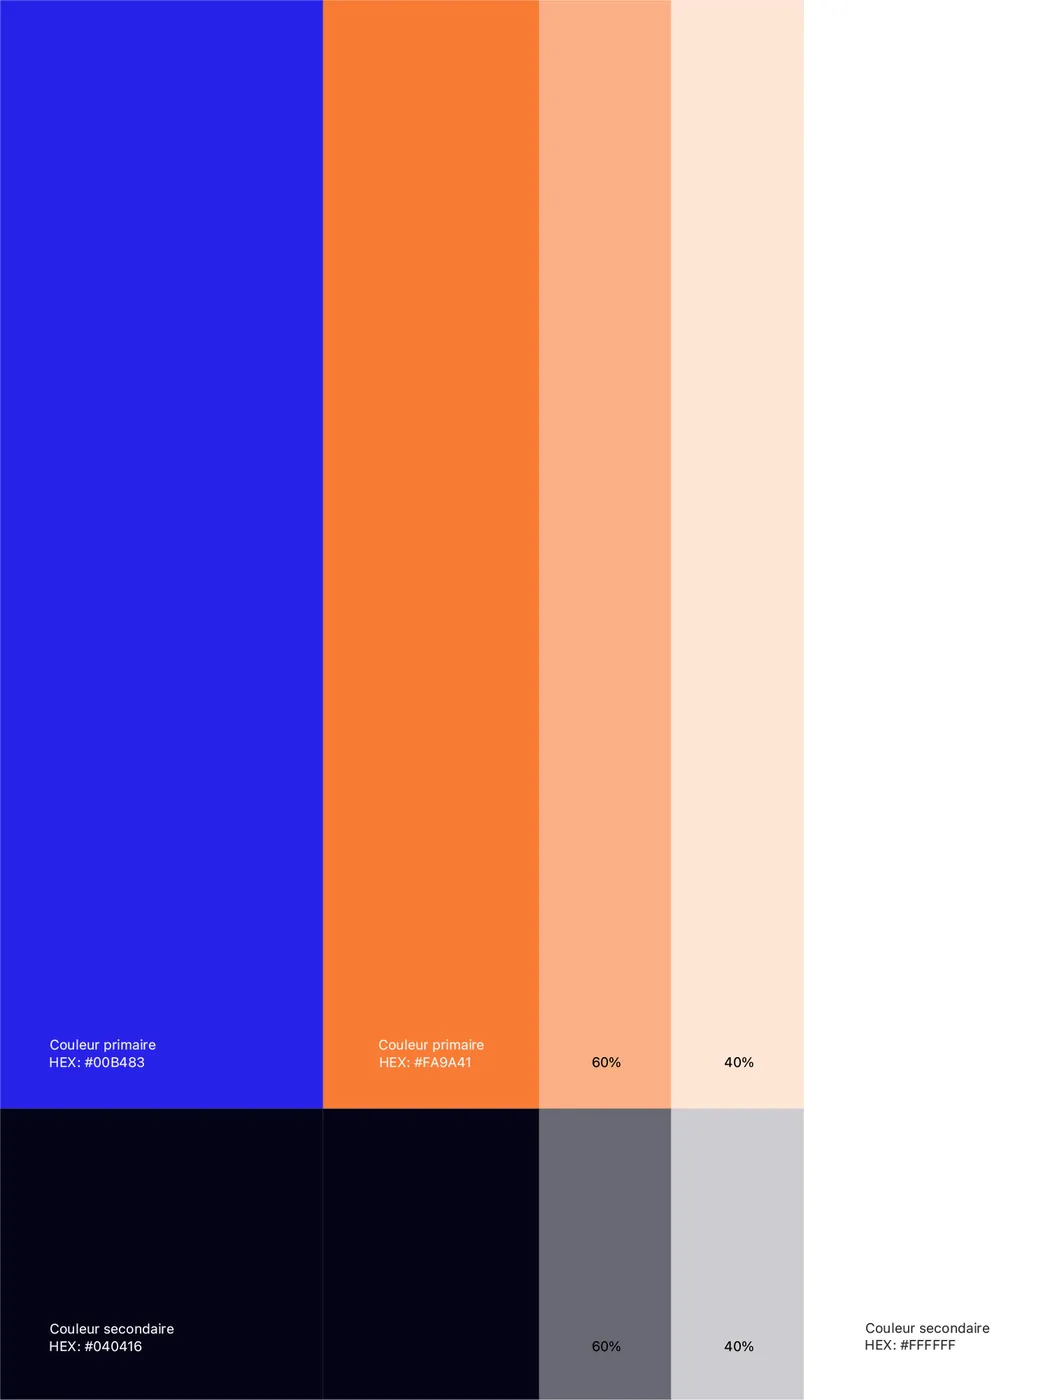 Couleur primaire
HEX: #00B483
Couleur primaire
HEX: #FA9A41
60%
40%
Couleur secondaire
HEX: #040416
60%
40%
Couleur secondaire
HEX: #FFFFFF